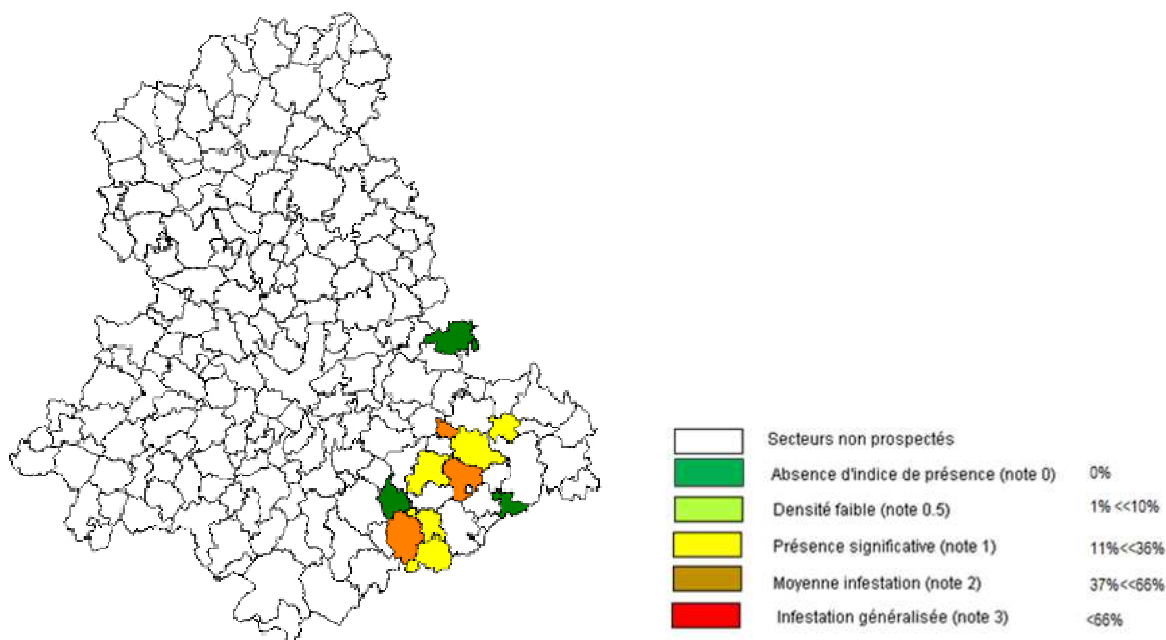 Secteurs non prospectés
Absence d'indice de présence (note 0) 0%
Densité faible (note 0.5) 1% <<10%
Présence significative (note 1) 11%<<36%
Moyenne infestation (note 2) 37%<<66%
Infestation généralisée (note 3) <66%